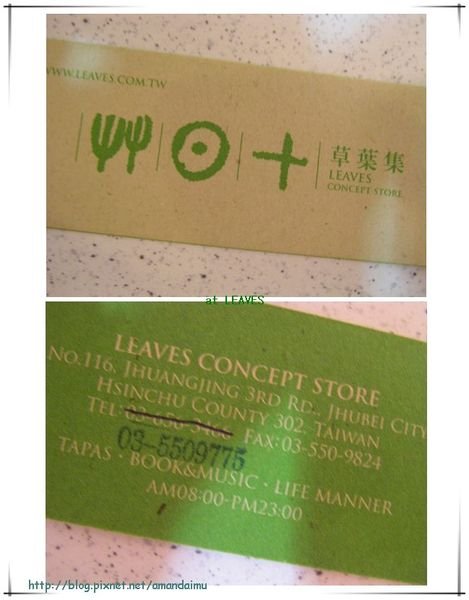 WWW.LEAVES.COM.TW
草葉集
LEAVES
CONCEPT STORE
at LEAVES
LEAVES CONCEPT STORE
No.116, Jhuangjing 3rd Rd., Jhubei City
Hsinchu County 302, Taiwan
Tel: Fax:03-550-9824
03-5509775
Tapas · Book&Music · Life Manner
AM08:00-PM23:00
http://blog.pixnet.net/amandaimu